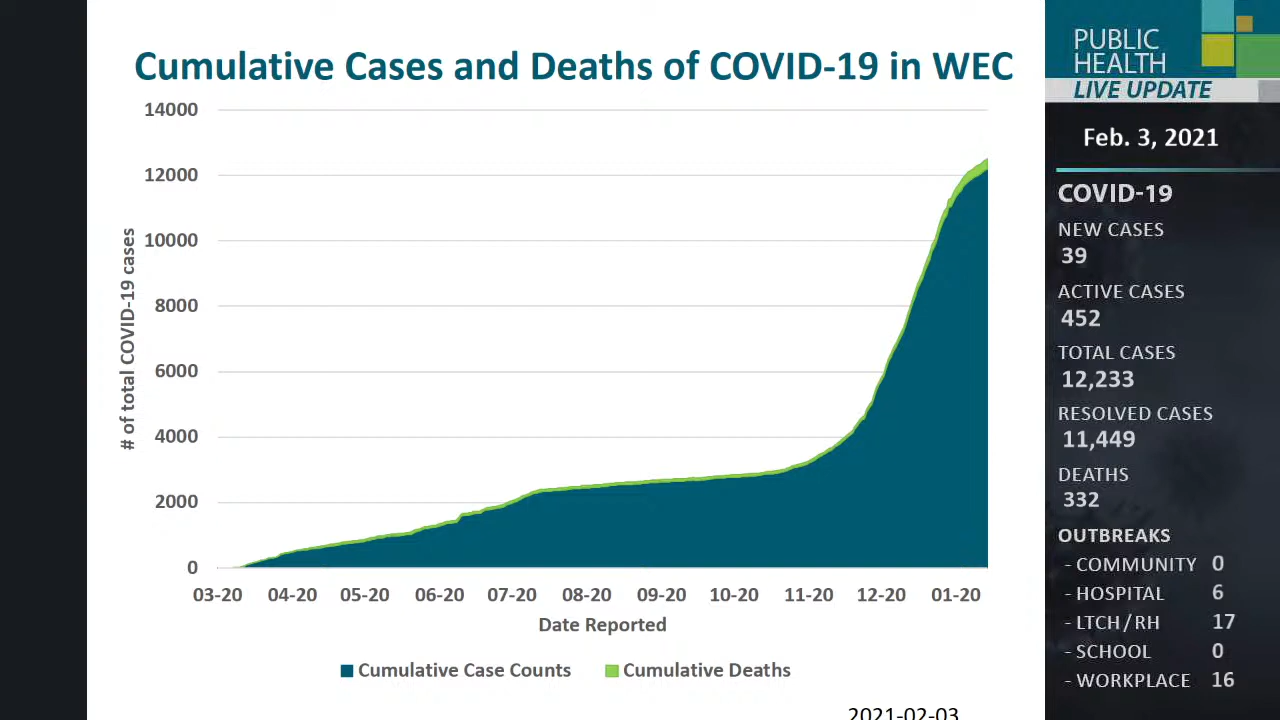 Cumulative Cases and Deaths of COVID-19 in WEC
14000
12000
10000
8000
6000
4000
2000
0
# of total COVID-19 cases
03-20 04-20 05-20 06-20 07-20 08-20 09-20 10-20 11-20 12-20 01-20
Date Reported
Cumulative Case Counts Cumulative Deaths
2021-02-03
PUBLIC
HEALTH
LIVE UPDATE
Feb. 3, 2021
COVID-19
NEW CASES
39
ACTIVE CASES
452
TOTAL CASES
12,233
RESOLVED CASES
11,449
DEATHS
332
OUTBREAKS
- COMMUNITY 0
- HOSPITAL 6
- LTCH/RH 17
- SCHOOL 0
- WORKPLACE 16